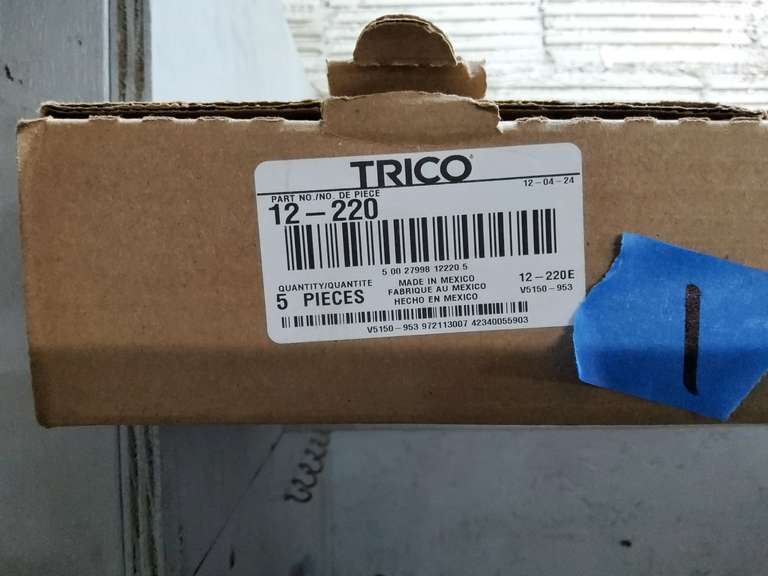 TRICO
12-04-24
PART NO./NO. DE PIECE
12-220
5 00 27998 12220 5
QUANTITY/QUANTITE
5 PIECES
MADE IN MEXICO
FABRIQUE AU MEXICO
HECHO EN MEXICO
12-220E
V5150-953
V5150-953 972113007 42340055903
1